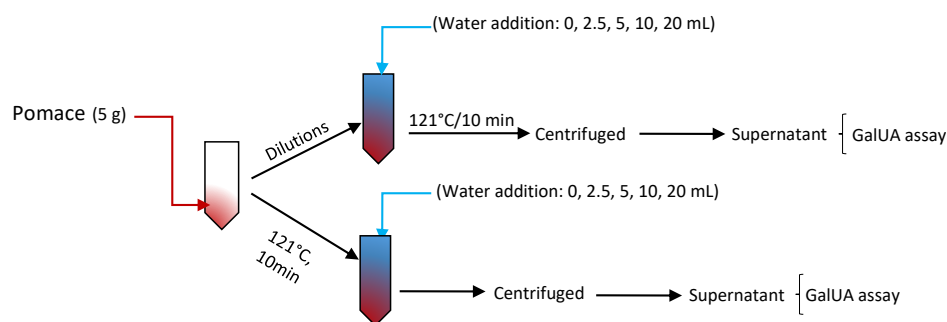 (Water addition: 0, 2.5, 5, 10, 20 mL)
Pomace (5 g)
Dilutions
121°C/10 min
Centrifuged
Supernatant
GalUA assay
(Water addition: 0, 2.5, 5, 10, 20 mL)
121°C,
10min
Centrifuged
Supernatant
GalUA assay